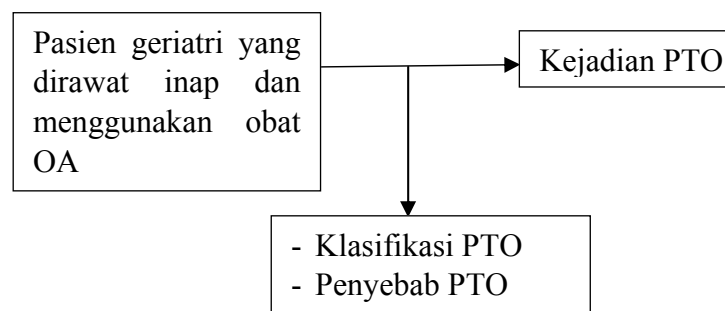 Pasien geriatri yang
dirawat inap dan
menggunakan obat
OA
Kejadian PTO
- Klasifikasi PTO
- Penyebab PTO